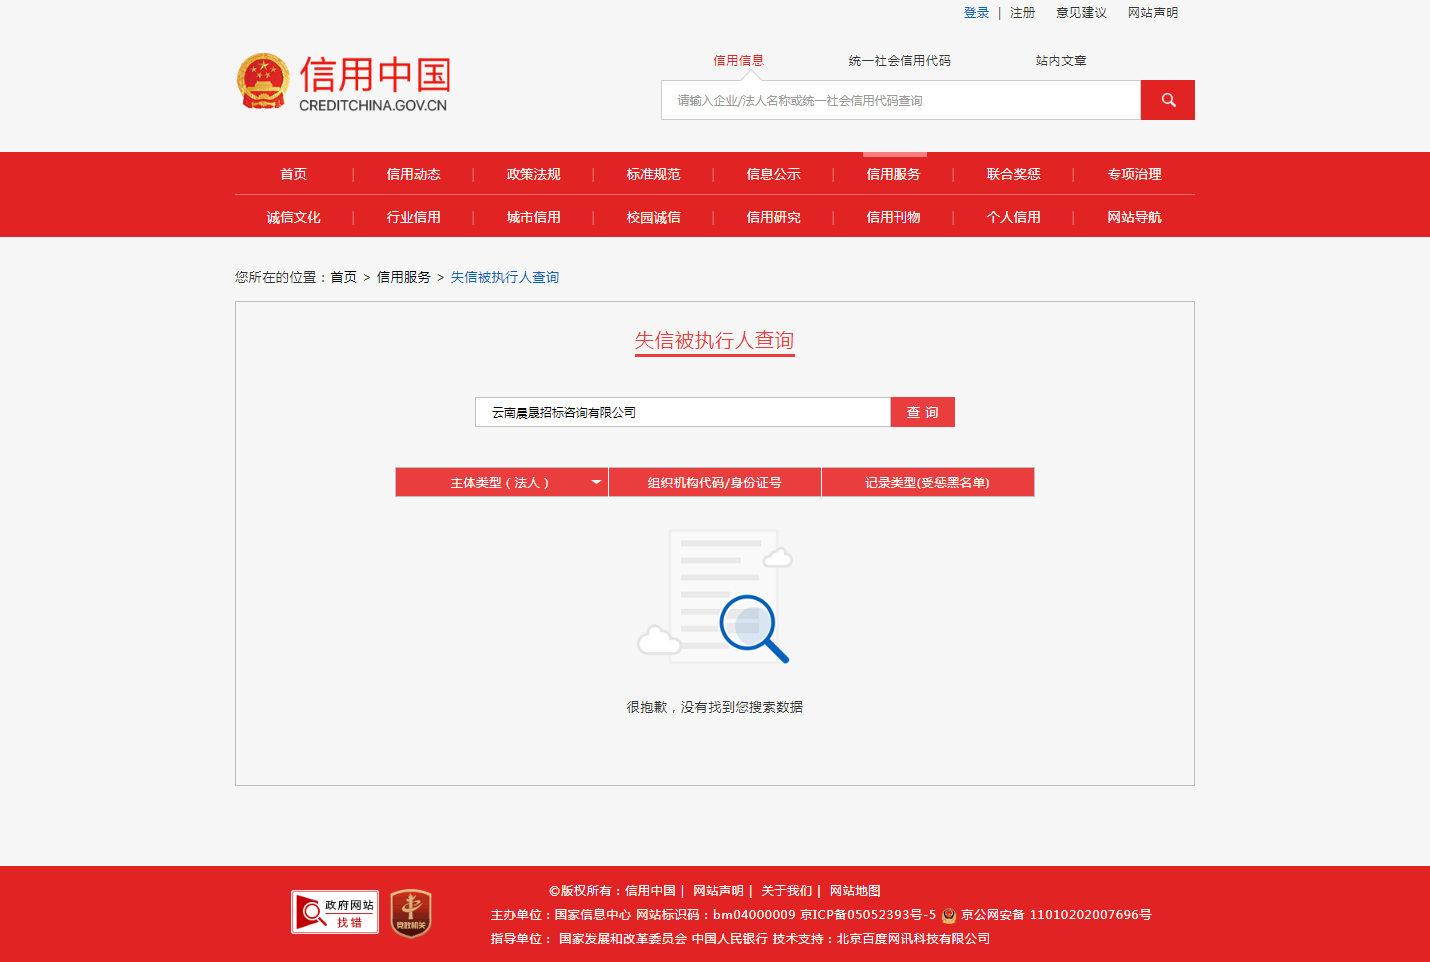 登录 | 注册 意见建议 网站声明
信用中国
CREDITCHINA.GOV.CN
信用信息 统一社会信用代码 站内文章
请输入企业/法人名称或统一社会信用代码查询
首页 | 信用动态 | 政策法规 | 标准规范 | 信息公示 | 信用服务 | 联合奖惩 | 专项治理
诚信文化 | 行业信用 | 城市信用 | 校园诚信 | 信用研究 | 信用刊物 | 个人信用 | 网站导航
您所在的位置：首页 > 信用服务 > 失信被执行人查询
失信被执行人查询
云南晨晟招标咨询有限公司 查 询
主体类型（法人） 组织机构代码/身份证号 记录类型(受惩黑名单)
很抱歉，没有找到您搜索数据
©版权所有：信用中国 | 网站声明 | 关于我们 | 网站地图
政府网站
找错
党政机关
主办单位：国家信息中心 网站标识码：bm04000009 京ICP备05052393号-5 京公网安备 11010202007696号
指导单位： 国家发展和改革委员会 中国人民银行 技术支持：北京百度网讯科技有限公司